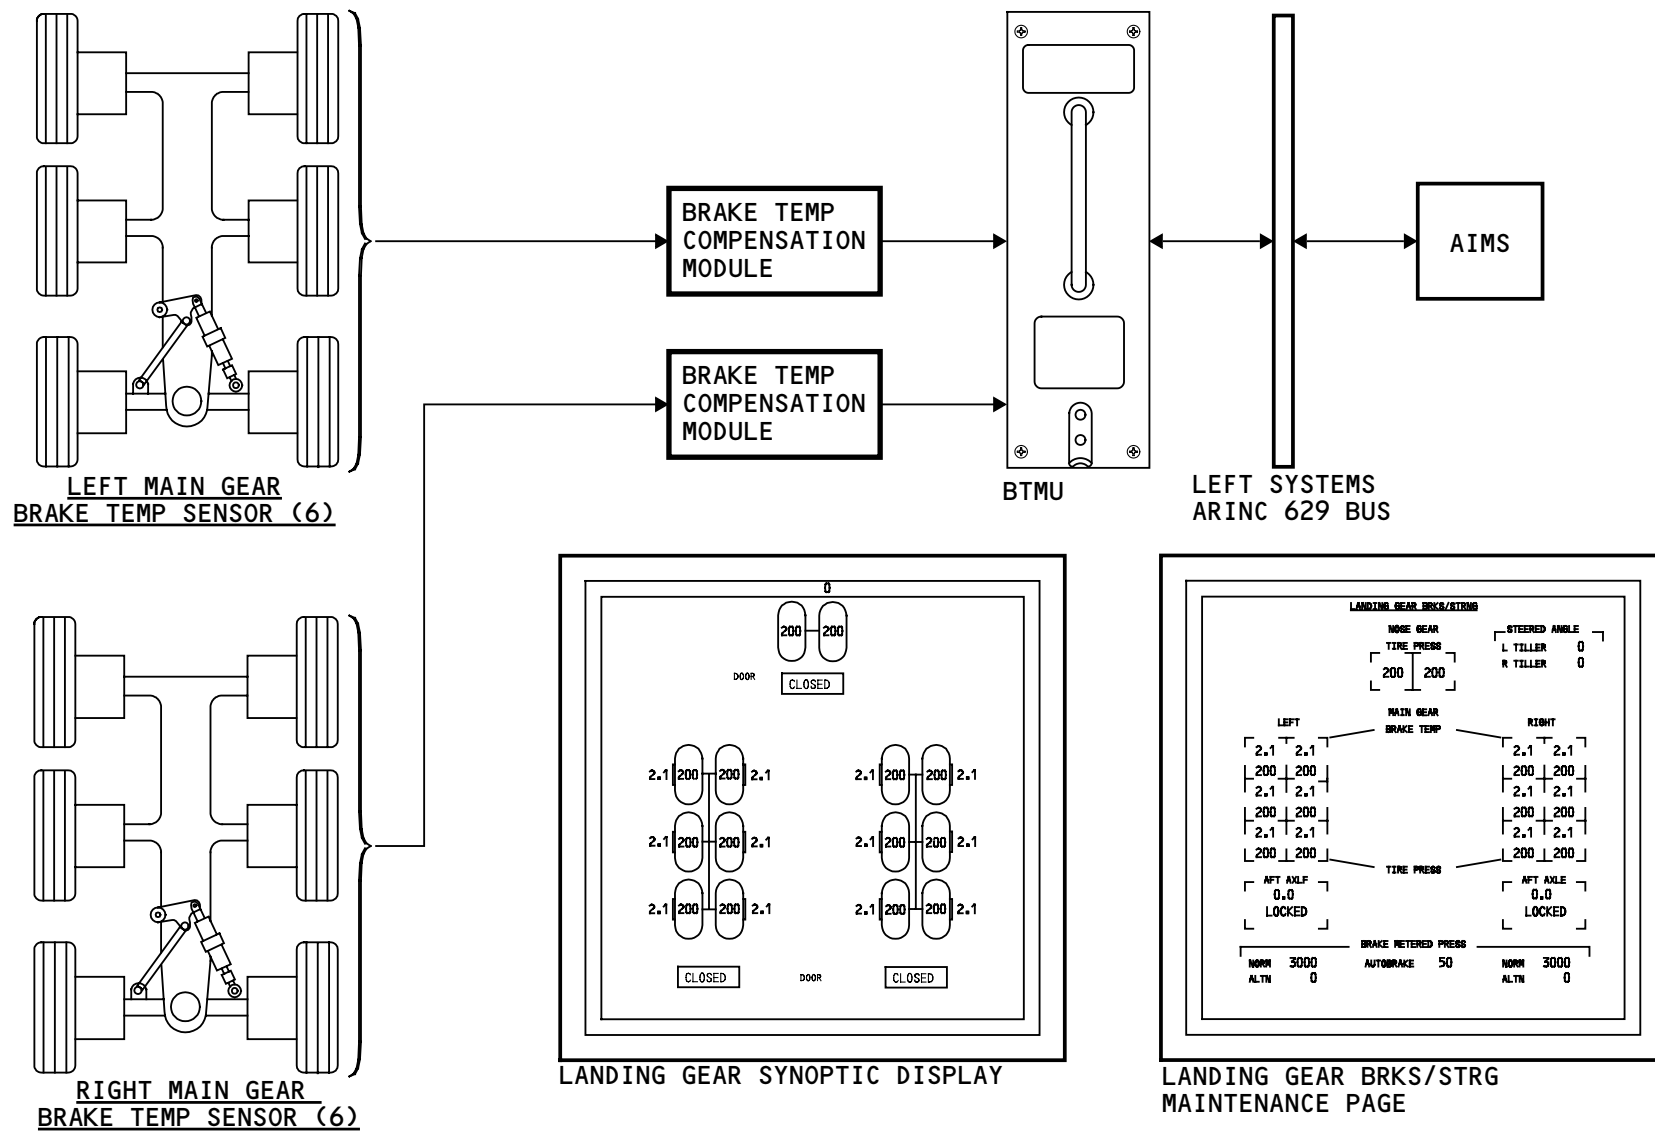 BRAKE TEMP
COMPENSATION
MODULE
AIMS
BRAKE TEMP
COMPENSATION
MODULE
LEFT MAIN GEAR
BRAKE TEMP SENSOR (6)
BTMU
LEFT SYSTEMS
ARINC 629 BUS
0
200 200
DOOR
CLOSED
2.1 200 200 2.1 2.1 200 200 2.1
2.1 200 200 2.1 2.1 200 200 2.1
2.1 200 200 2.1 2.1 200 200 2.1
CLOSED DOOR CLOSED
LANDING GEAR SYNOPTIC DISPLAY
LANDING GEAR BRKS/STRNG
NOSE GEAR
TIRE PRESS
200 200
STEERED ANGLE
L TILLER 0
R TILLER 0
MAIN GEAR
LEFT BRAKE TEMP RIGHT
2.1 2.1 2.1 2.1
200 200 200 200
2.1 2.1 2.1 2.1
200 200 200 200
2.1 2.1 2.1 2.1
200 200 200 200
TIRE PRESS
AFT AXLF AFT AXLE
0.0 0.0
LOCKED LOCKED
BRAKE METERED PRESS
NORM 3000 AUTOBRAKE 50 NORM 3000
ALTN 0 ALTN 0
LANDING GEAR BRKS/STRG
MAINTENANCE PAGE
RIGHT MAIN GEAR
BRAKE TEMP SENSOR (6)